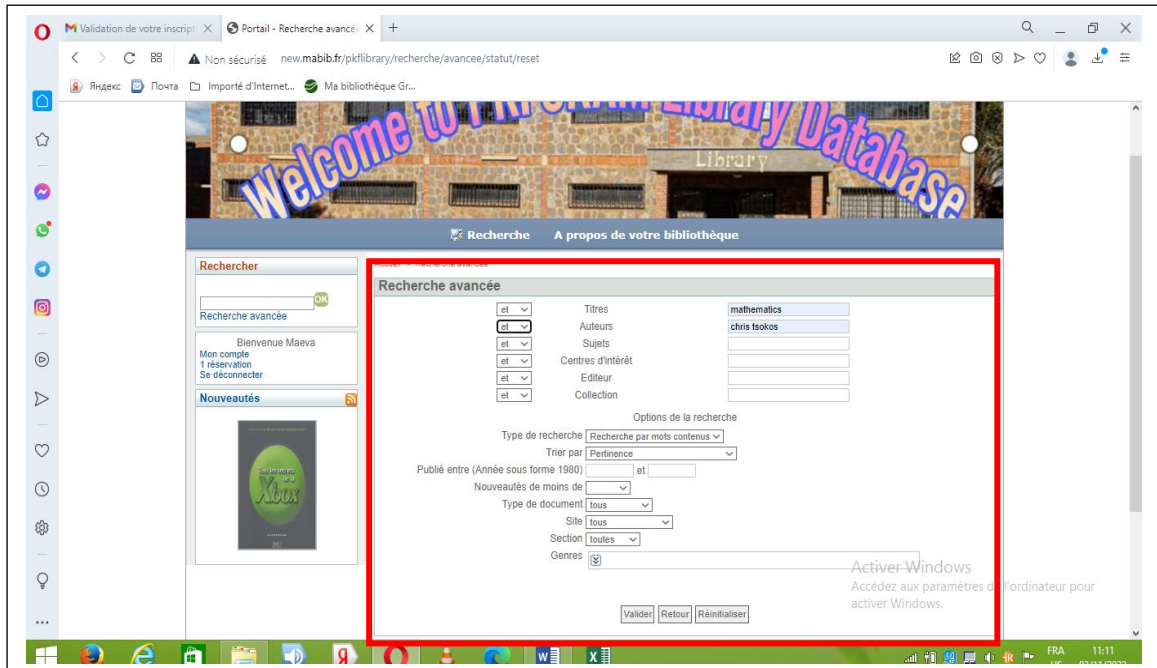 Validation de votre inscript
Portail - Recherche avancée
Non sécurisé new.mabib.fr/pkflibrary/recherche/avancee/statut/reset
Яндекс Почта Importé d'Internet... Ma bibliothèque Gr...
Welcome to Library Database
Library
Recherche A propos de votre bibliothèque
Rechercher
OK
Recherche avancée
Bienvenue Maeva
Mon compte
1 réservation
Se déconnecter
Nouveautés
Xbox
Recherche avancée
Recherche avancée
et Titres mathematics
et Auteurs chris tsokos
et Sujets
et Centres d'intérêt
et Editeur
et Collection
Options de la recherche
Type de recherche Recherche par mots contenus
Trier par Pertinence
Publié entre (Année sous forme 1980) et
Nouveautés de moins de
Type de document tous
Site tous
Section toutes
Genres
Valider Retour Réinitialiser
Activer Windows
Accédez aux paramètres de l'ordinateur pour
activer Windows.
FRA 11:11